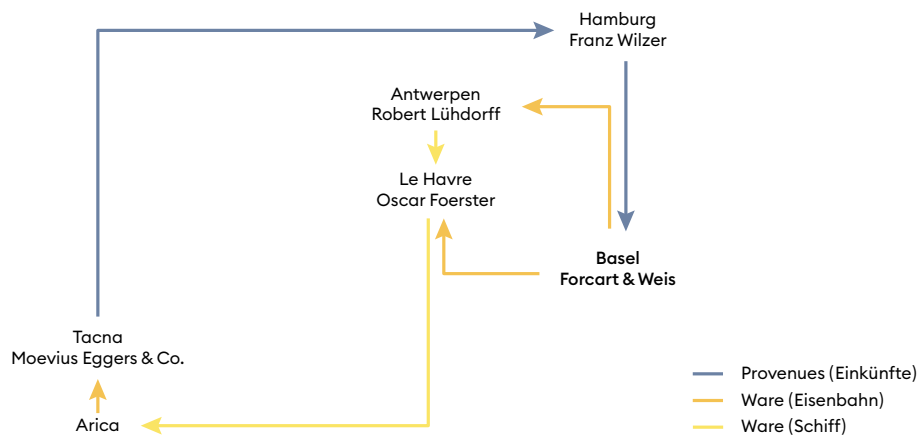 Hamburg
Franz Wilzer
Antwerpen
Robert Lühdorff
Le Havre
Oscar Foerster
Basel
Forcart & Weis
Tacna
Moevius Eggers & Co.
Arica
Provenues (Einkünfte)
Ware (Eisenbahn)
Ware (Schiff)